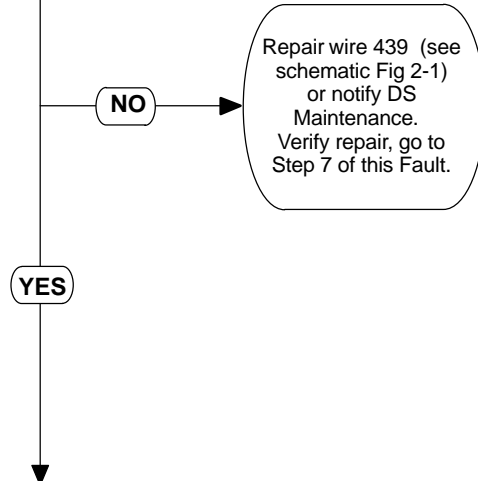 NO
Repair wire 439 (see
schematic Fig 2-1)
or notify DS
Maintenance.
Verify repair, go to
Step 7 of this Fault.
YES